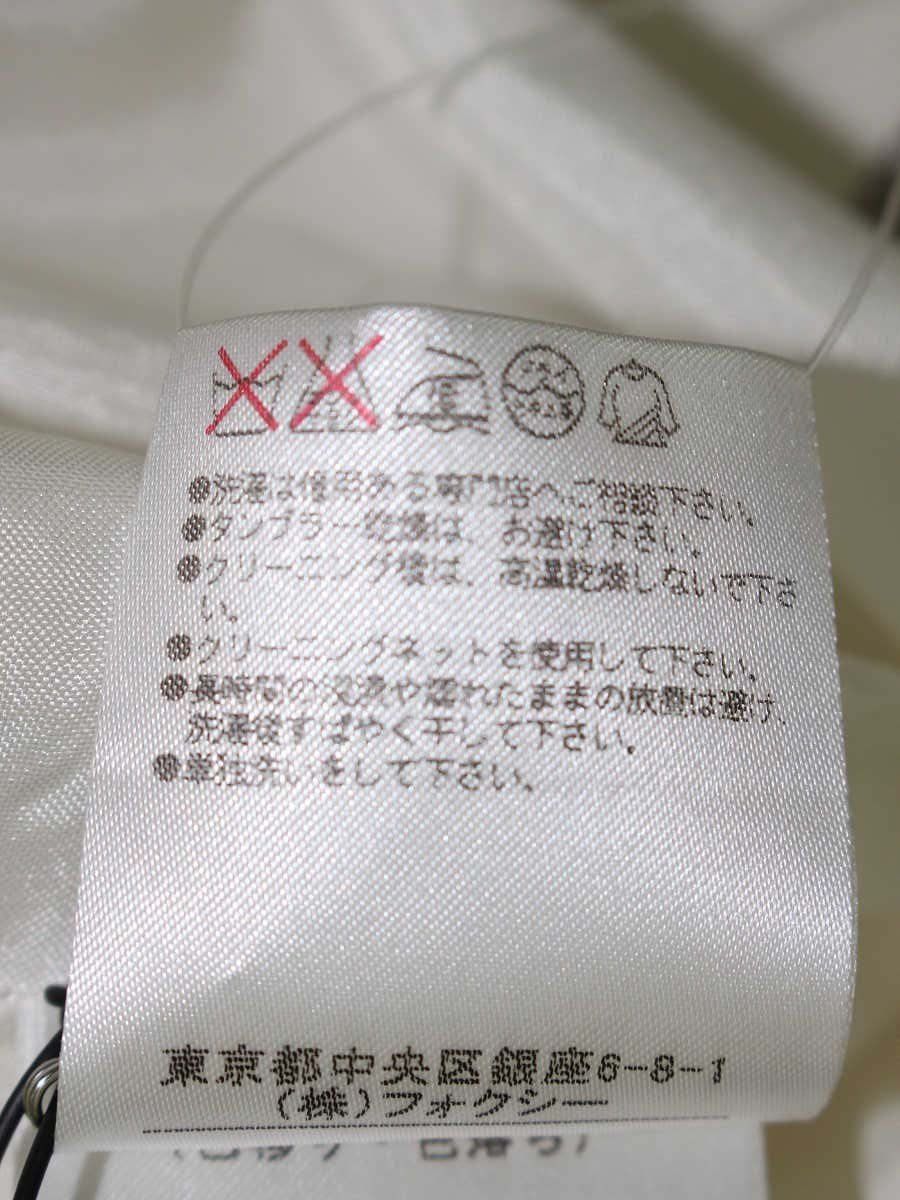 ●洗濯は信用ある専門店へご相談下さい。
●タンブラー乾燥は、お避け下さい。
●クリーニング後は、高温乾燥しないで下さ
い。
●クリーニングネットを使用して下さい。
●長時間の浸漬や濡れたままの放置は避け、
洗濯後すばやく干して下さい。
●単独洗いをして下さい。
東京都中央区銀座6-8-1
(株)フォクシー